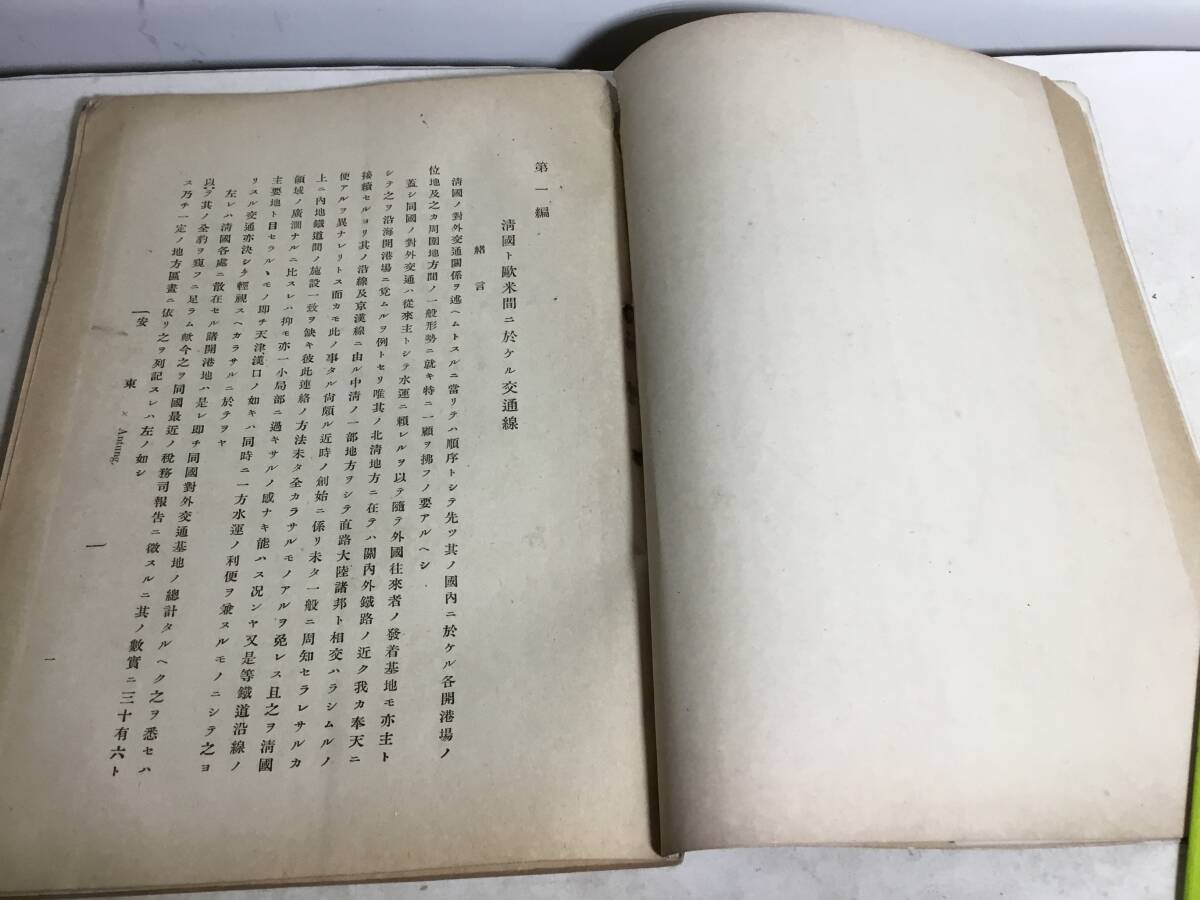 第一編
淸國ト歐米間ニ於ケル交通線
緒言
淸國ノ對外交通關係ヲ述ヘムトスルニ當リテハ順序トシテ先ツ其ノ國內ニ於ケル各開港場ノ
位地及之カ周圍地方間ノ一般形勢ニ就キ特ニ一顧ヲ拂フノ要アルヘシ
蓋シ同國ノ對外交通ハ從來主トシテ水運ニ賴レルヲ以テ隨テ外國往來者ノ發着基地モ亦主ト
シテ之ヲ沿海開港場ニ覓ムルヲ例トセリ唯其ノ北淸地方ニ在テハ關內外鐵路ノ近ク我カ奉天ニ
接續セルヨリ其ノ沿線及京漢線ニ由ル中淸ノ一部地方ヲシテ直路大陸諸邦ト相交ハラシムルノ
便アルヲ異ナレリトス而カモ此ノ事タル尙頗ル近時ノ創始ニ係リ未タ一般ニ周知セラレサルカ
上ニ內地鐵道間ノ施設一致ヲ缺キ彼此連絡ノ方法未タ全カラサルモノアルヲ免レス且之ヲ淸國
領域ノ廣濶ナルニ比スレハ抑モ亦一小局部ニ過キサルノ感ナキ能ハス况ンヤ又是等鐵道沿線ノ
主要地ト目セラルヽモノ卽チ天津漢口ノ如キハ同時ニ一方水運ノ利便ヲ兼スルモノニシテ之ヨ
リスル交通亦決シテ輕視スヘカラサルニ於テヲヤ
左レハ淸國各處ニ散在セル諸開港地ハ是レ卽チ同國對外交通基地ノ總計タルヘク之ヲ悉セハ
以テ其ノ全豹ヲ窺フニ足ラム歟今之ヲ同國最近ノ稅務司報吿ニ徵スルニ其ノ數實ニ三十有六ト
ス乃チ一定ノ地方區畫ニ依リ之ヲ列記スレハ左ノ如シ
一安東 × Antung.
一
一